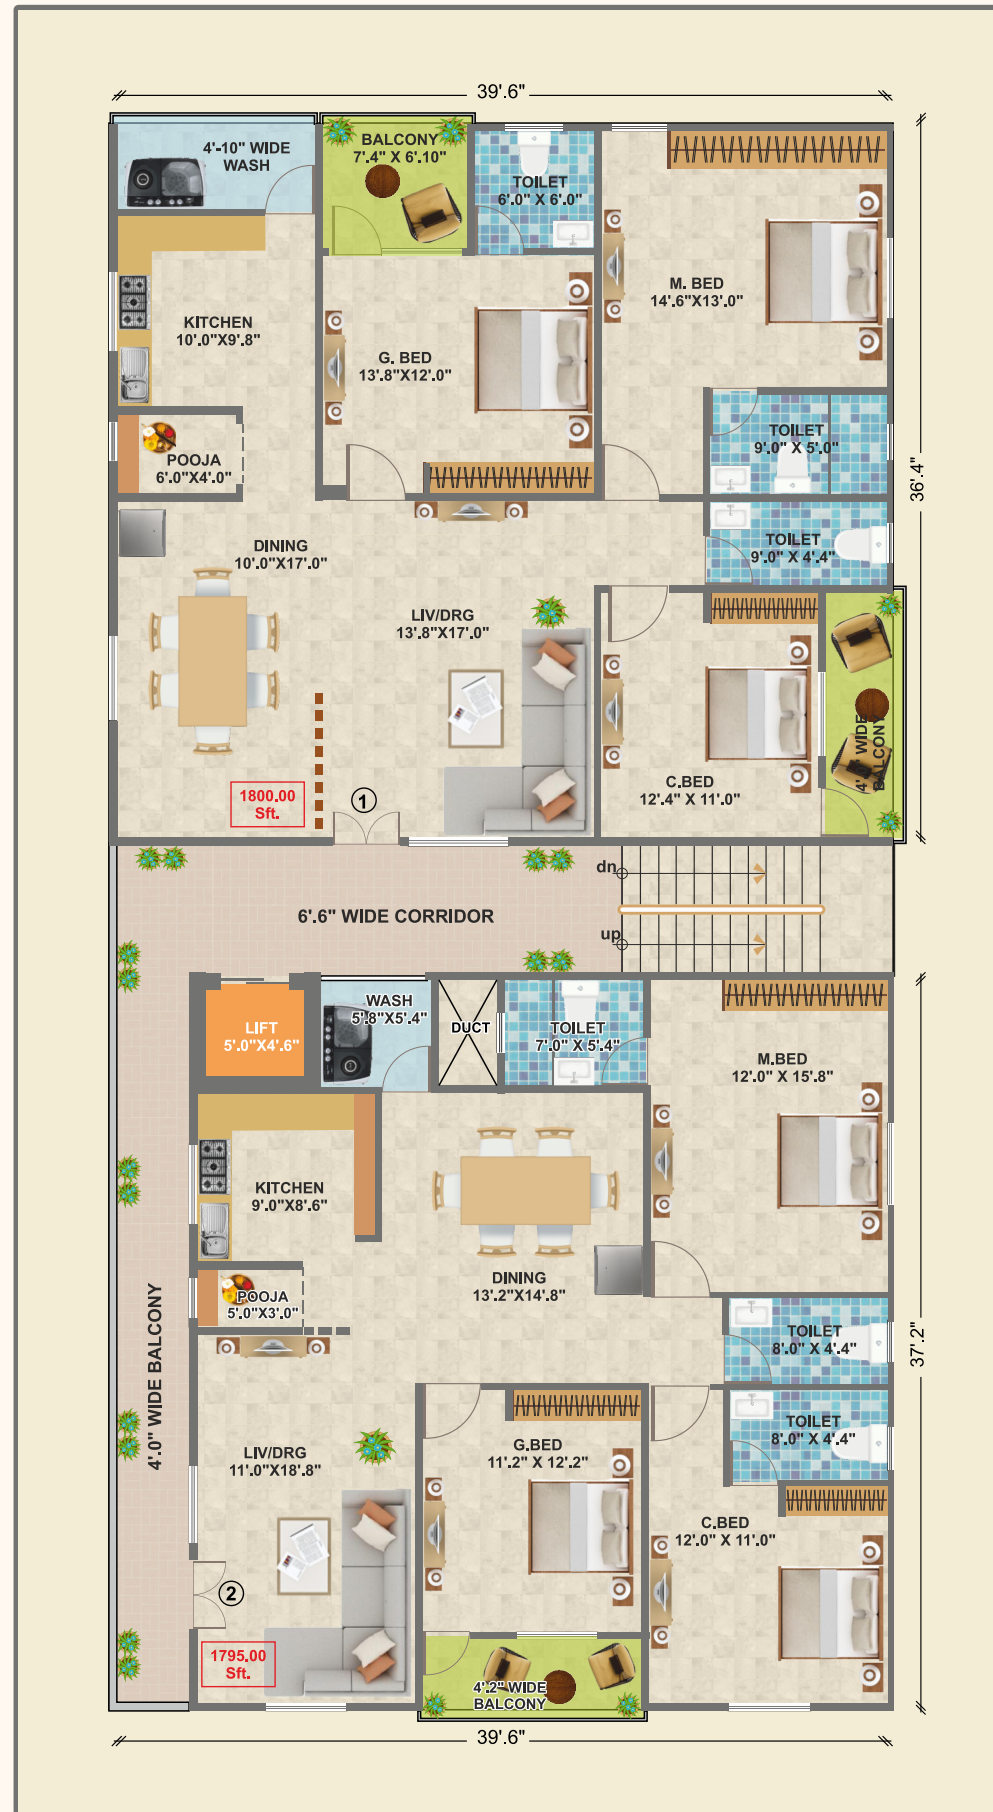 39'.6"
4'-10" WIDE
WASH
BALCONY
7'.4" X 6'.10"
TOILET
6'.0" X 6'.0"
M. BED
14'.6"X13'.0"
KITCHEN
10'.0"X9'.8"
G. BED
13'.8"X12'.0"
TOILET
9'.0" X 5'.0"
POOJA
6'.0"X4'.0"
36'.4"
TOILET
9'.0" X 4'.4"
DINING
10'.0"X17'.0"
LIV/DRG
13'.8"X17'.0"
WIDE
BALCONY
C.BED
12'.4" X 11'.0"
1800.00
Sft.
1
dn
6'.6" WIDE CORRIDOR
up
WASH
5'.8"X5'.4"
LIFT
5'.0"X4'.6"
DUCT
TOILET
7'.0" X 5'.4"
M.BED
12'.0" X 15'.8"
KITCHEN
9'.0"X8'.6"
DINING
13'.2"X14'.8"
POOJA
5'.0"X3'.0"
4'.0" WIDE BALCONY
TOILET
8'.0" X 4'.4"
37'.2"
TOILET
8'.0" X 4'.4"
LIV/DRG
11'.0"X18'.8"
G.BED
11'.2" X 12'.2"
C.BED
12'.0" X 11'.0"
2
1795.00
Sft.
4'.2" WIDE
BALCONY
39'.6"